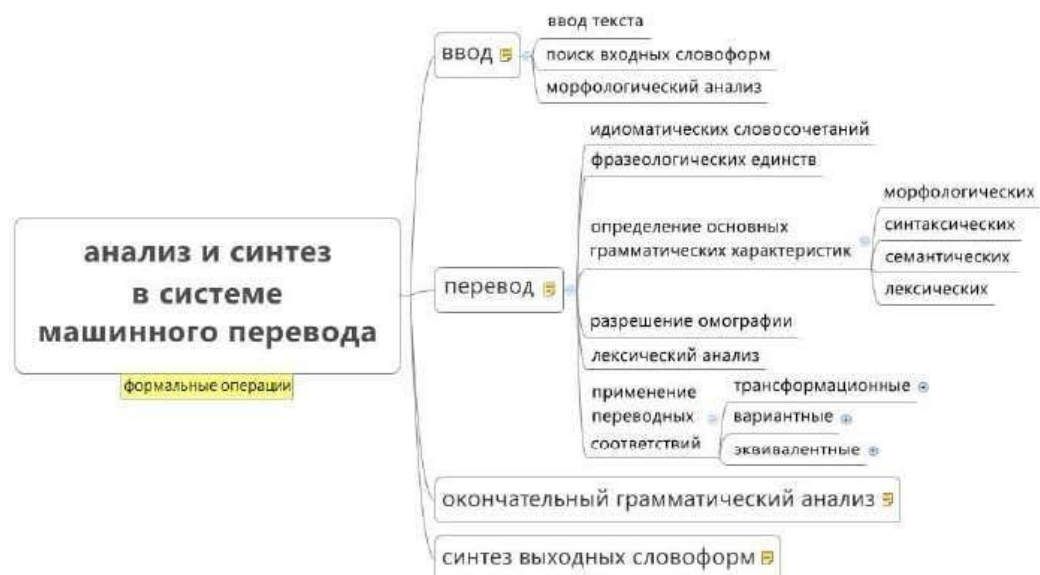 анализ и синтез
в системе
машинного перевода
формальные операции
ввод
ввод текста
поиск входных словоформ
морфологический анализ
перевод
идиоматических словосочетаний
фразеологических единств
определение основных
грамматических характеристик
морфологических
синтаксических
семантических
лексических
разрешение омографии
лексический анализ
применение
переводных
соответствий
трансформационные
вариантные
эквивалентные
окончательный грамматический анализ
синтез выходных словоформ